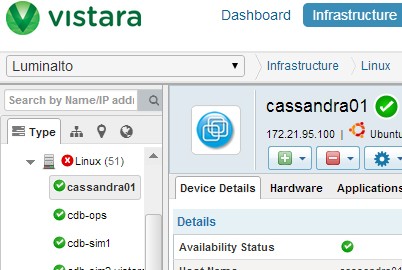 vistara
Dashboard Infrastructure
Luminalto Infrastructure Linux
Search by Name/IP addr
cassandra01
172.21.95.100 | Ubuntu
Type
Linux (51)
cassandra01
cdb-ops
cdb-sim1
Device Details Hardware Applications
Details
Availability Status